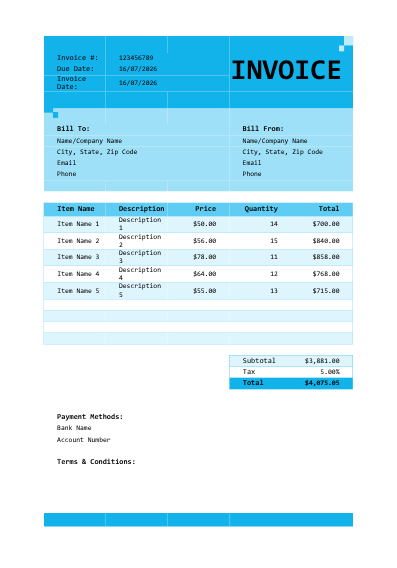 Invoice #: 123456789
Due Date: 16/07/2026
Invoice Date: 16/07/2026
INVOICE
Bill To: Bill From:
Name/Company Name Name/Company Name
City, State, Zip Code City, State, Zip Code
Email Email
Phone Phone
Item Name Description Price Quantity Total
Item Name 1 Description 1 $50.00 14 $700.00
Item Name 2 Description 2 $56.00 15 $840.00
Item Name 3 Description 3 $78.00 11 $858.00
Item Name 4 Description 4 $64.00 12 $768.00
Item Name 5 Description 5 $55.00 13 $715.00
Subtotal $3,881.00
Tax 5.00%
Total $4,075.05
Payment Methods:
Bank Name
Account Number
Terms & Conditions: